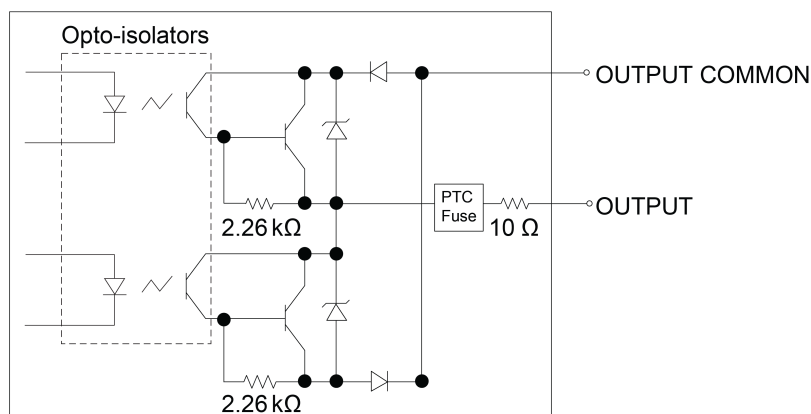 Opto-isolators
OUTPUT COMMON
PTC
Fuse
OUTPUT
2.26 kΩ
10 Ω
2.26 kΩ